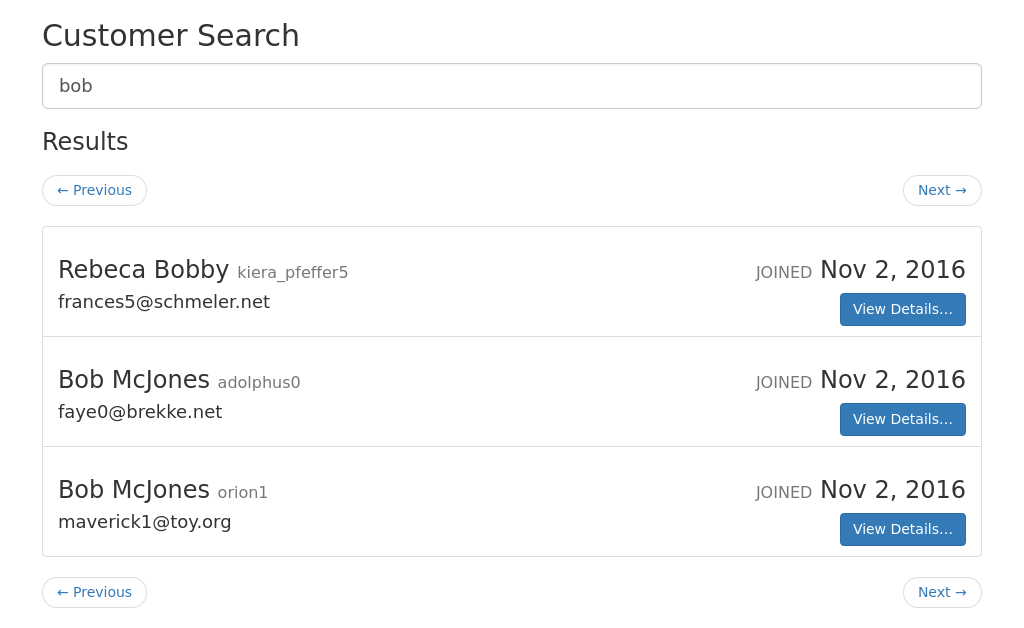 Customer Search
bob
Results
← Previous Next →
Rebeca Bobby kiera_pfeffer5 JOINED Nov 2, 2016
frances5@schmeler.net View Details...
Bob McJones adolphus0 JOINED Nov 2, 2016
faye0@brekke.net View Details...
Bob McJones orion1 JOINED Nov 2, 2016
maverick1@toy.org View Details...
← Previous Next →